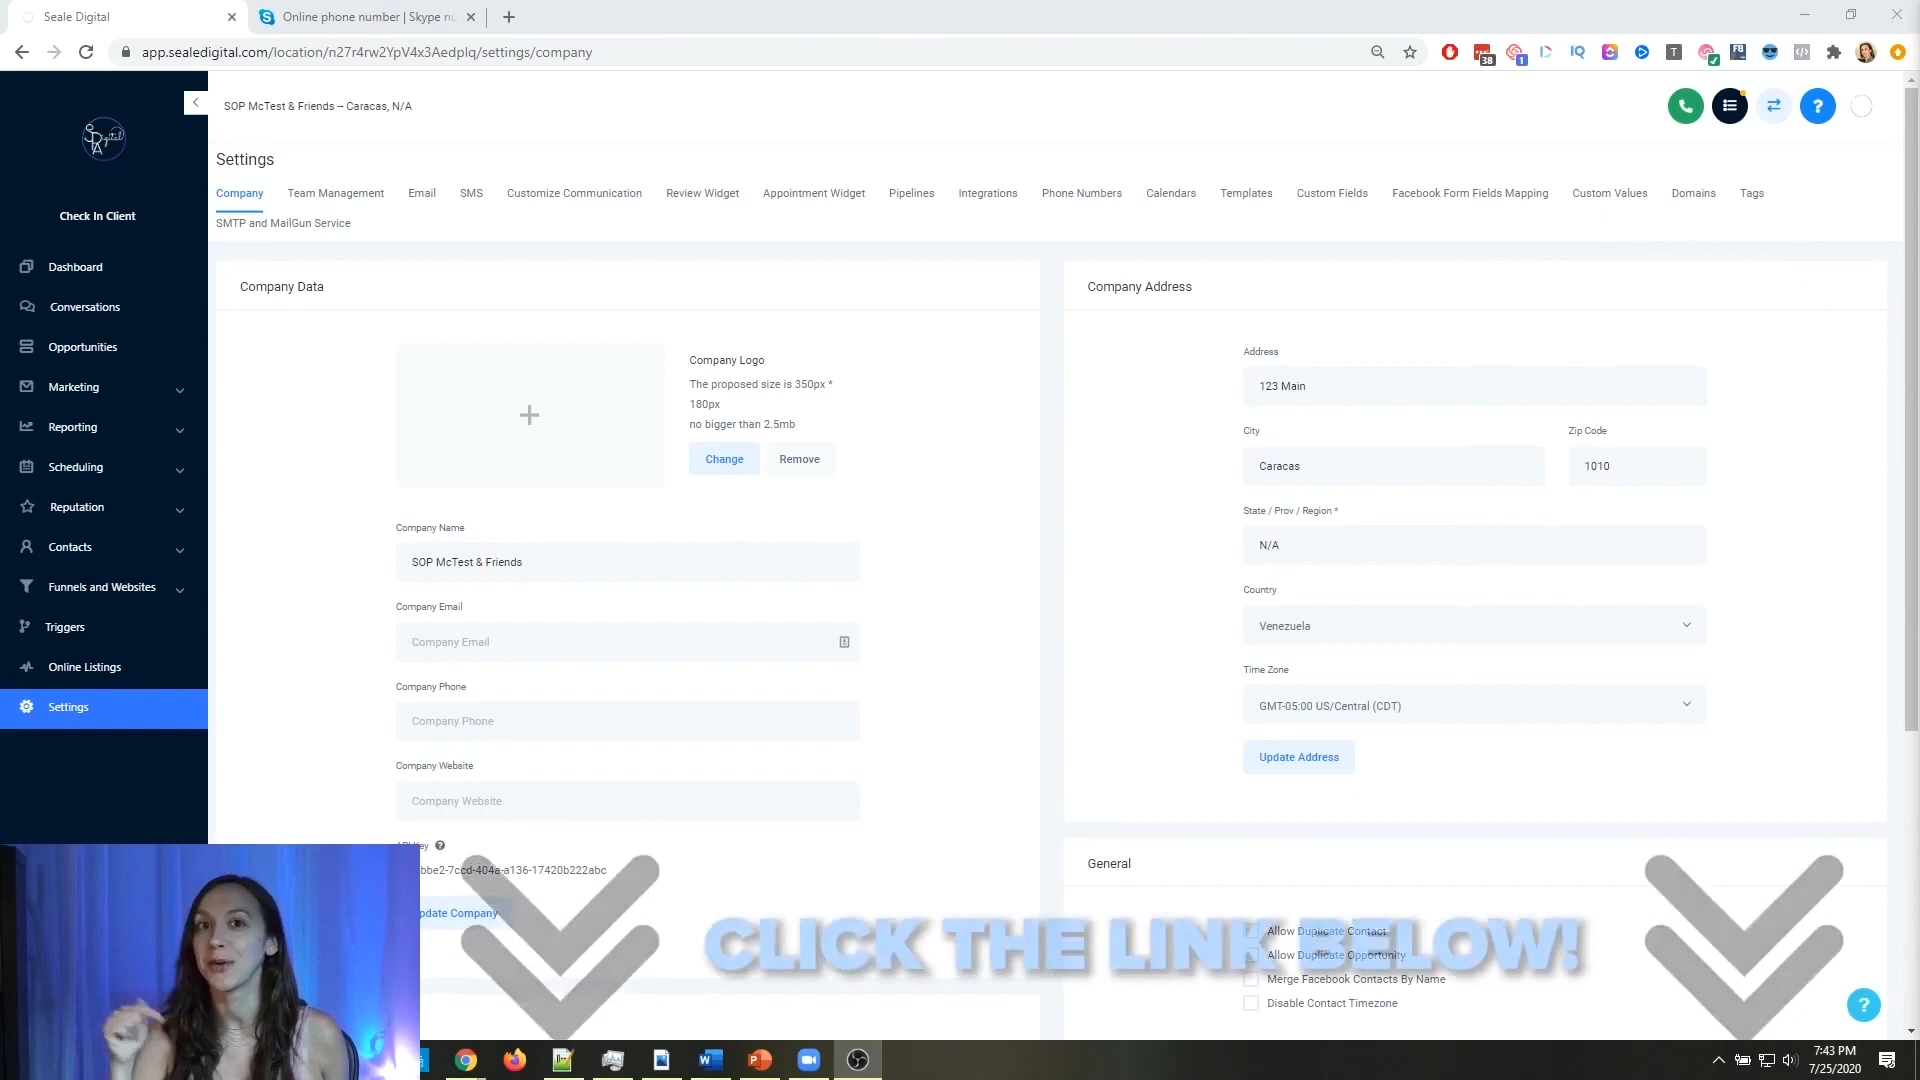 Seale Digital
Online phone number | Skype nu
app.sealedigital.com/location/n27r4rw2YpV4x3Aedplq/settings/company
38
1
IQ
T
FB
SOP McTest & Friends -- Caracas, N/A
?
Settings
Company Team Management Email SMS Customize Communication Review Widget Appointment Widget Pipelines Integrations Phone Numbers Calendars Templates Custom Fields Facebook Form Fields Mapping Custom Values Domains Tags
SMTP and MailGun Service
Check In Client
Dashboard
Conversations
Opportunities
Marketing
Reporting
Scheduling
Reputation
Contacts
Funnels and Websites
Triggers
Online Listings
Settings
Company Data
Company Logo
The proposed size is 350px *
180px
no bigger than 2.5mb
Change Remove
Company Name
SOP McTest & Friends
Company Email
Company Email
Company Phone
Company Phone
Company Website
Company Website
?
bbe2-7ccd-404a-a136-17420b222abc
pdate Company
Company Address
Address
123 Main
City Zip Code
Caracas 1010
State / Prov / Region *
N/A
Country
Venezuela
Time Zone
GMT-05:00 US/Central (CDT)
Update Address
General
Allow Duplicate Contact
Allow Duplicate Opportunity
Merge Facebook Contacts By Name
Disable Contact Timezone
CLICK THE LINK BELOW!
?
7:43 PM
7/25/2020